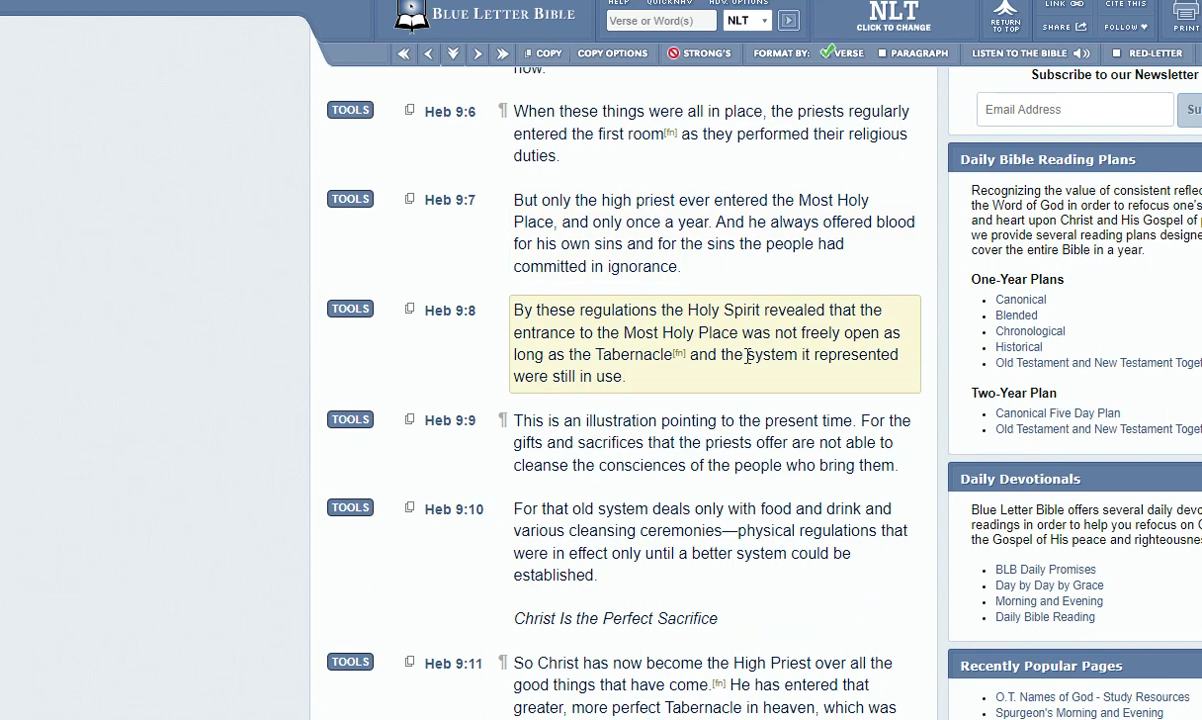 BLUE LETTER BIBLE
HELP QUICKNAV ADV. OPTIONS
Verse or Word(s)
NLT
NLT
CLICK TO CHANGE
RETURN
TO TOP
LINK
CITE THIS
SHARE
FOLLOW
PRINT
COPY
COPY OPTIONS
STRONG'S
FORMAT BY:
VERSE
PARAGRAPH
LISTEN TO THE BIBLE
RED-LETTER
now.
TOOLS
Heb 9:6
¶ When these things were all in place, the priests regularly
entered the first room[fn] as they performed their religious
duties.
TOOLS
Heb 9:7
But only the high priest ever entered the Most Holy
Place, and only once a year. And he always offered blood
for his own sins and for the sins the people had
committed in ignorance.
TOOLS
Heb 9:8
By these regulations the Holy Spirit revealed that the
entrance to the Most Holy Place was not freely open as
long as the Tabernacle[fn] and the system it represented
were still in use.
TOOLS
Heb 9:9
¶ This is an illustration pointing to the present time. For the
gifts and sacrifices that the priests offer are not able to
cleanse the consciences of the people who bring them.
TOOLS
Heb 9:10
For that old system deals only with food and drink and
various cleansing ceremonies—physical regulations that
were in effect only until a better system could be
established.
Christ Is the Perfect Sacrifice
TOOLS
Heb 9:11
¶ So Christ has now become the High Priest over all the
good things that have come.[fn] He has entered that
greater, more perfect Tabernacle in heaven, which was
Subscribe to our Newsletter
Email Address
Su
Daily Bible Reading Plans
Recognizing the value of consistent reflec
the Word of God in order to refocus one's
and heart upon Christ and His Gospel of p
we provide several reading plans designe
cover the entire Bible in a year.
One-Year Plans
• Canonical
• Blended
• Chronological
• Historical
• Old Testament and New Testament Toget
Two-Year Plan
• Canonical Five Day Plan
• Old Testament and New Testament Toget
Daily Devotionals
Blue Letter Bible offers several daily devo
readings in order to help you refocus on C
the Gospel of His peace and righteousnes
• BLB Daily Promises
• Day by Day by Grace
• Morning and Evening
• Daily Bible Reading
Recently Popular Pages
• O.T. Names of God - Study Resources
• Spurgeon's Morning and Evening